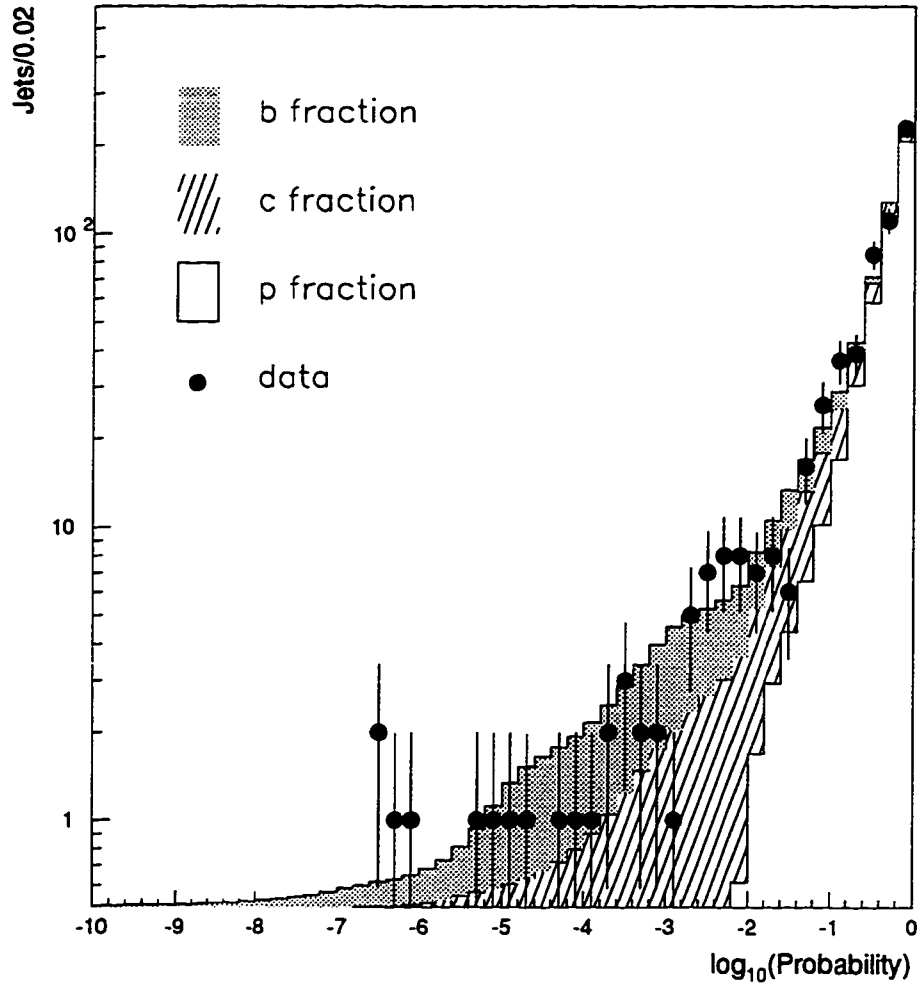 Jets/0.02
b fraction
c fraction
p fraction
data
10²
10
1
-10 -9 -8 -7 -6 -5 -4 -3 -2 -1 0
log₁₀(Probability)